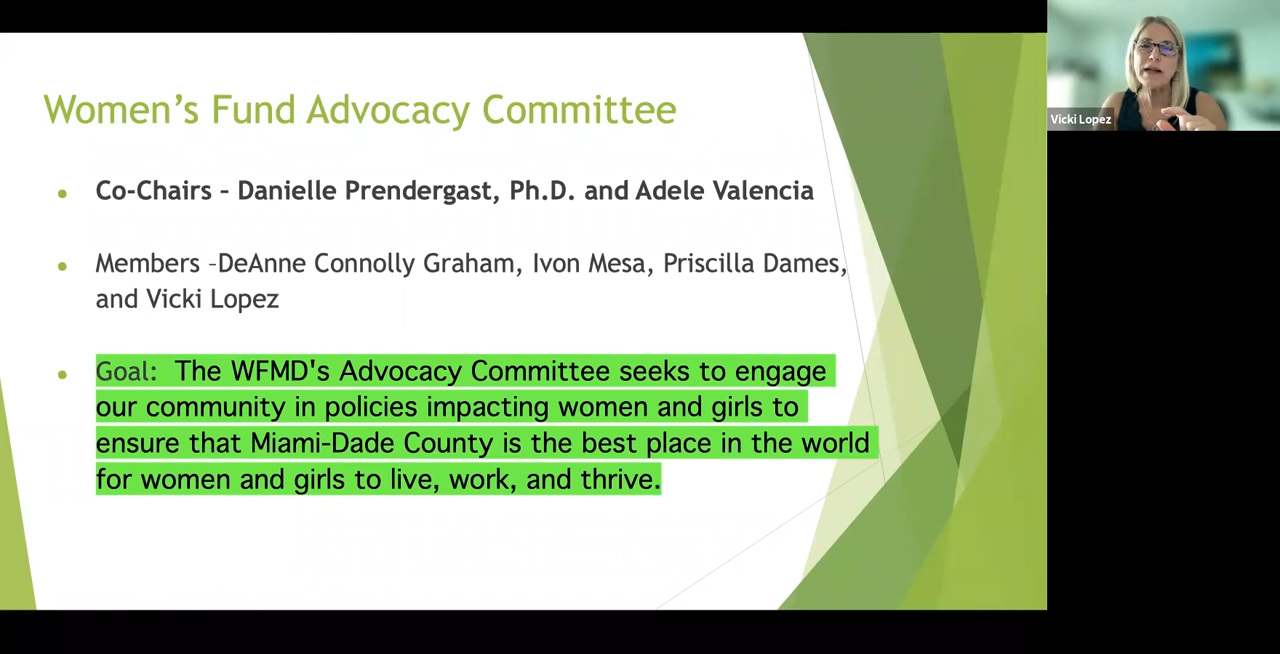 Women’s Fund Advocacy Committee
Co-Chairs – Danielle Prendergast, Ph.D. and Adele Valencia
Members –DeAnne Connolly Graham, Ivon Mesa, Priscilla Dames,
and Vicki Lopez
Goal: The WFMD's Advocacy Committee seeks to engage
our community in policies impacting women and girls to
ensure that Miami-Dade County is the best place in the world
for women and girls to live, work, and thrive.
Vicki Lopez